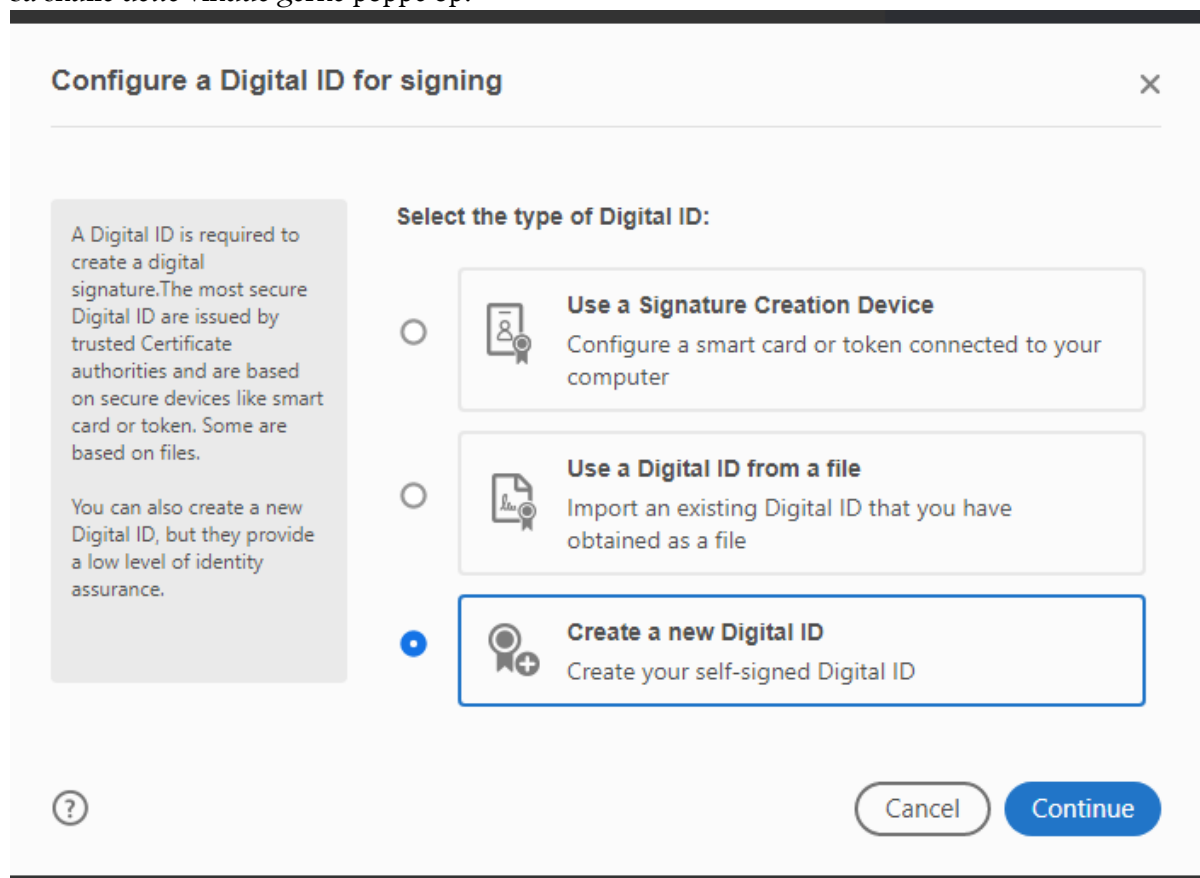 Configure a Digital ID for signing
A Digital ID is required to
create a digital
signature.The most secure
Digital ID are issued by
trusted Certificate
authorities and are based
on secure devices like smart
card or token. Some are
based on files.
You can also create a new
Digital ID, but they provide
a low level of identity
assurance.
Select the type of Digital ID:
Use a Signature Creation Device
Configure a smart card or token connected to your
computer
Use a Digital ID from a file
Import an existing Digital ID that you have
obtained as a file
Create a new Digital ID
Create your self-signed Digital ID
?
Cancel
Continue